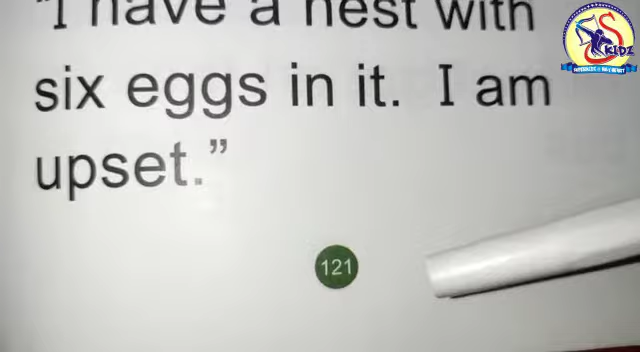 "I have a nest with
six eggs in it. I am
upset."
121
S
KIDZ